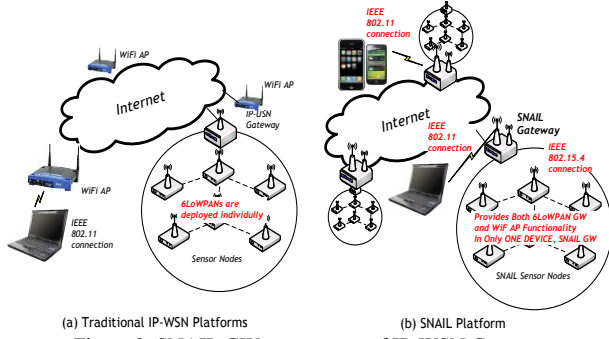 WiFi AP
WiFi AP
Internet
IP-USN
Gateway
WiFi AP
6LoWPANs are
deployed individually
IEEE
802.11
connection
Sensor Nodes
(a) Traditional IP-WSN Platforms
IEEE
802.11
connection
Internet
IEEE
802.11
connection
SNAIL
Gateway
IEEE
802.15.4
connection
Provides Both 6LoWPAN GW
and WiF AP Functionality
in Only ONE DEVICE, SNAIL GW
SNAIL Sensor Nodes
(b) SNAIL Platform